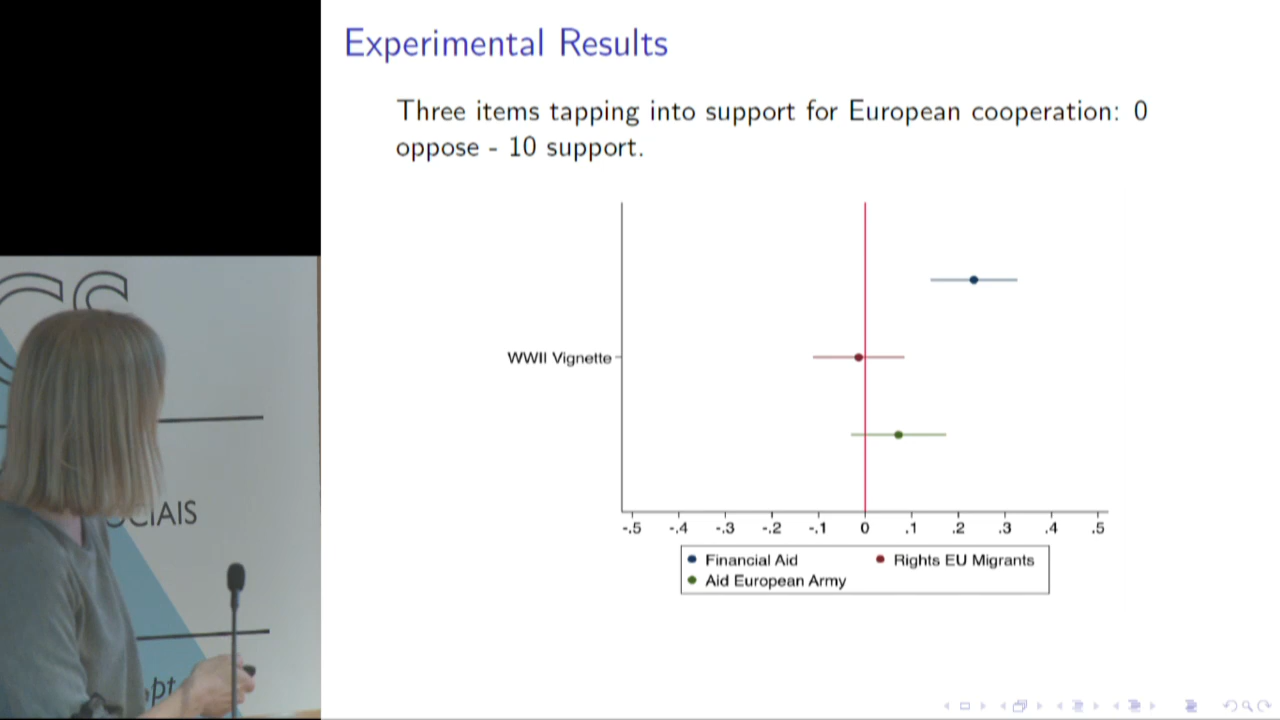 Experimental Results
Three items tapping into support for European cooperation: 0
oppose - 10 support.
WWII Vignette
-.5 -.4 -.3 -.2 -.1 0 .1 .2 .3 .4 .5
Financial Aid Rights EU Migrants
Aid European Army
CIAIS
pt